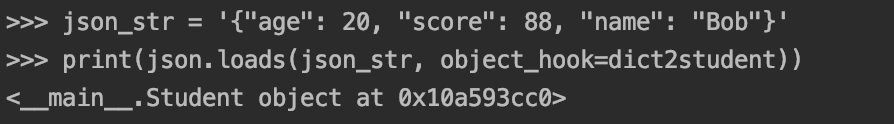 >>> json_str = '{"age": 20, "score": 88, "name": "Bob"}'
>>> print(json.loads(json_str, object_hook=dict2student))
<__main__.Student object at 0x10a593cc0>